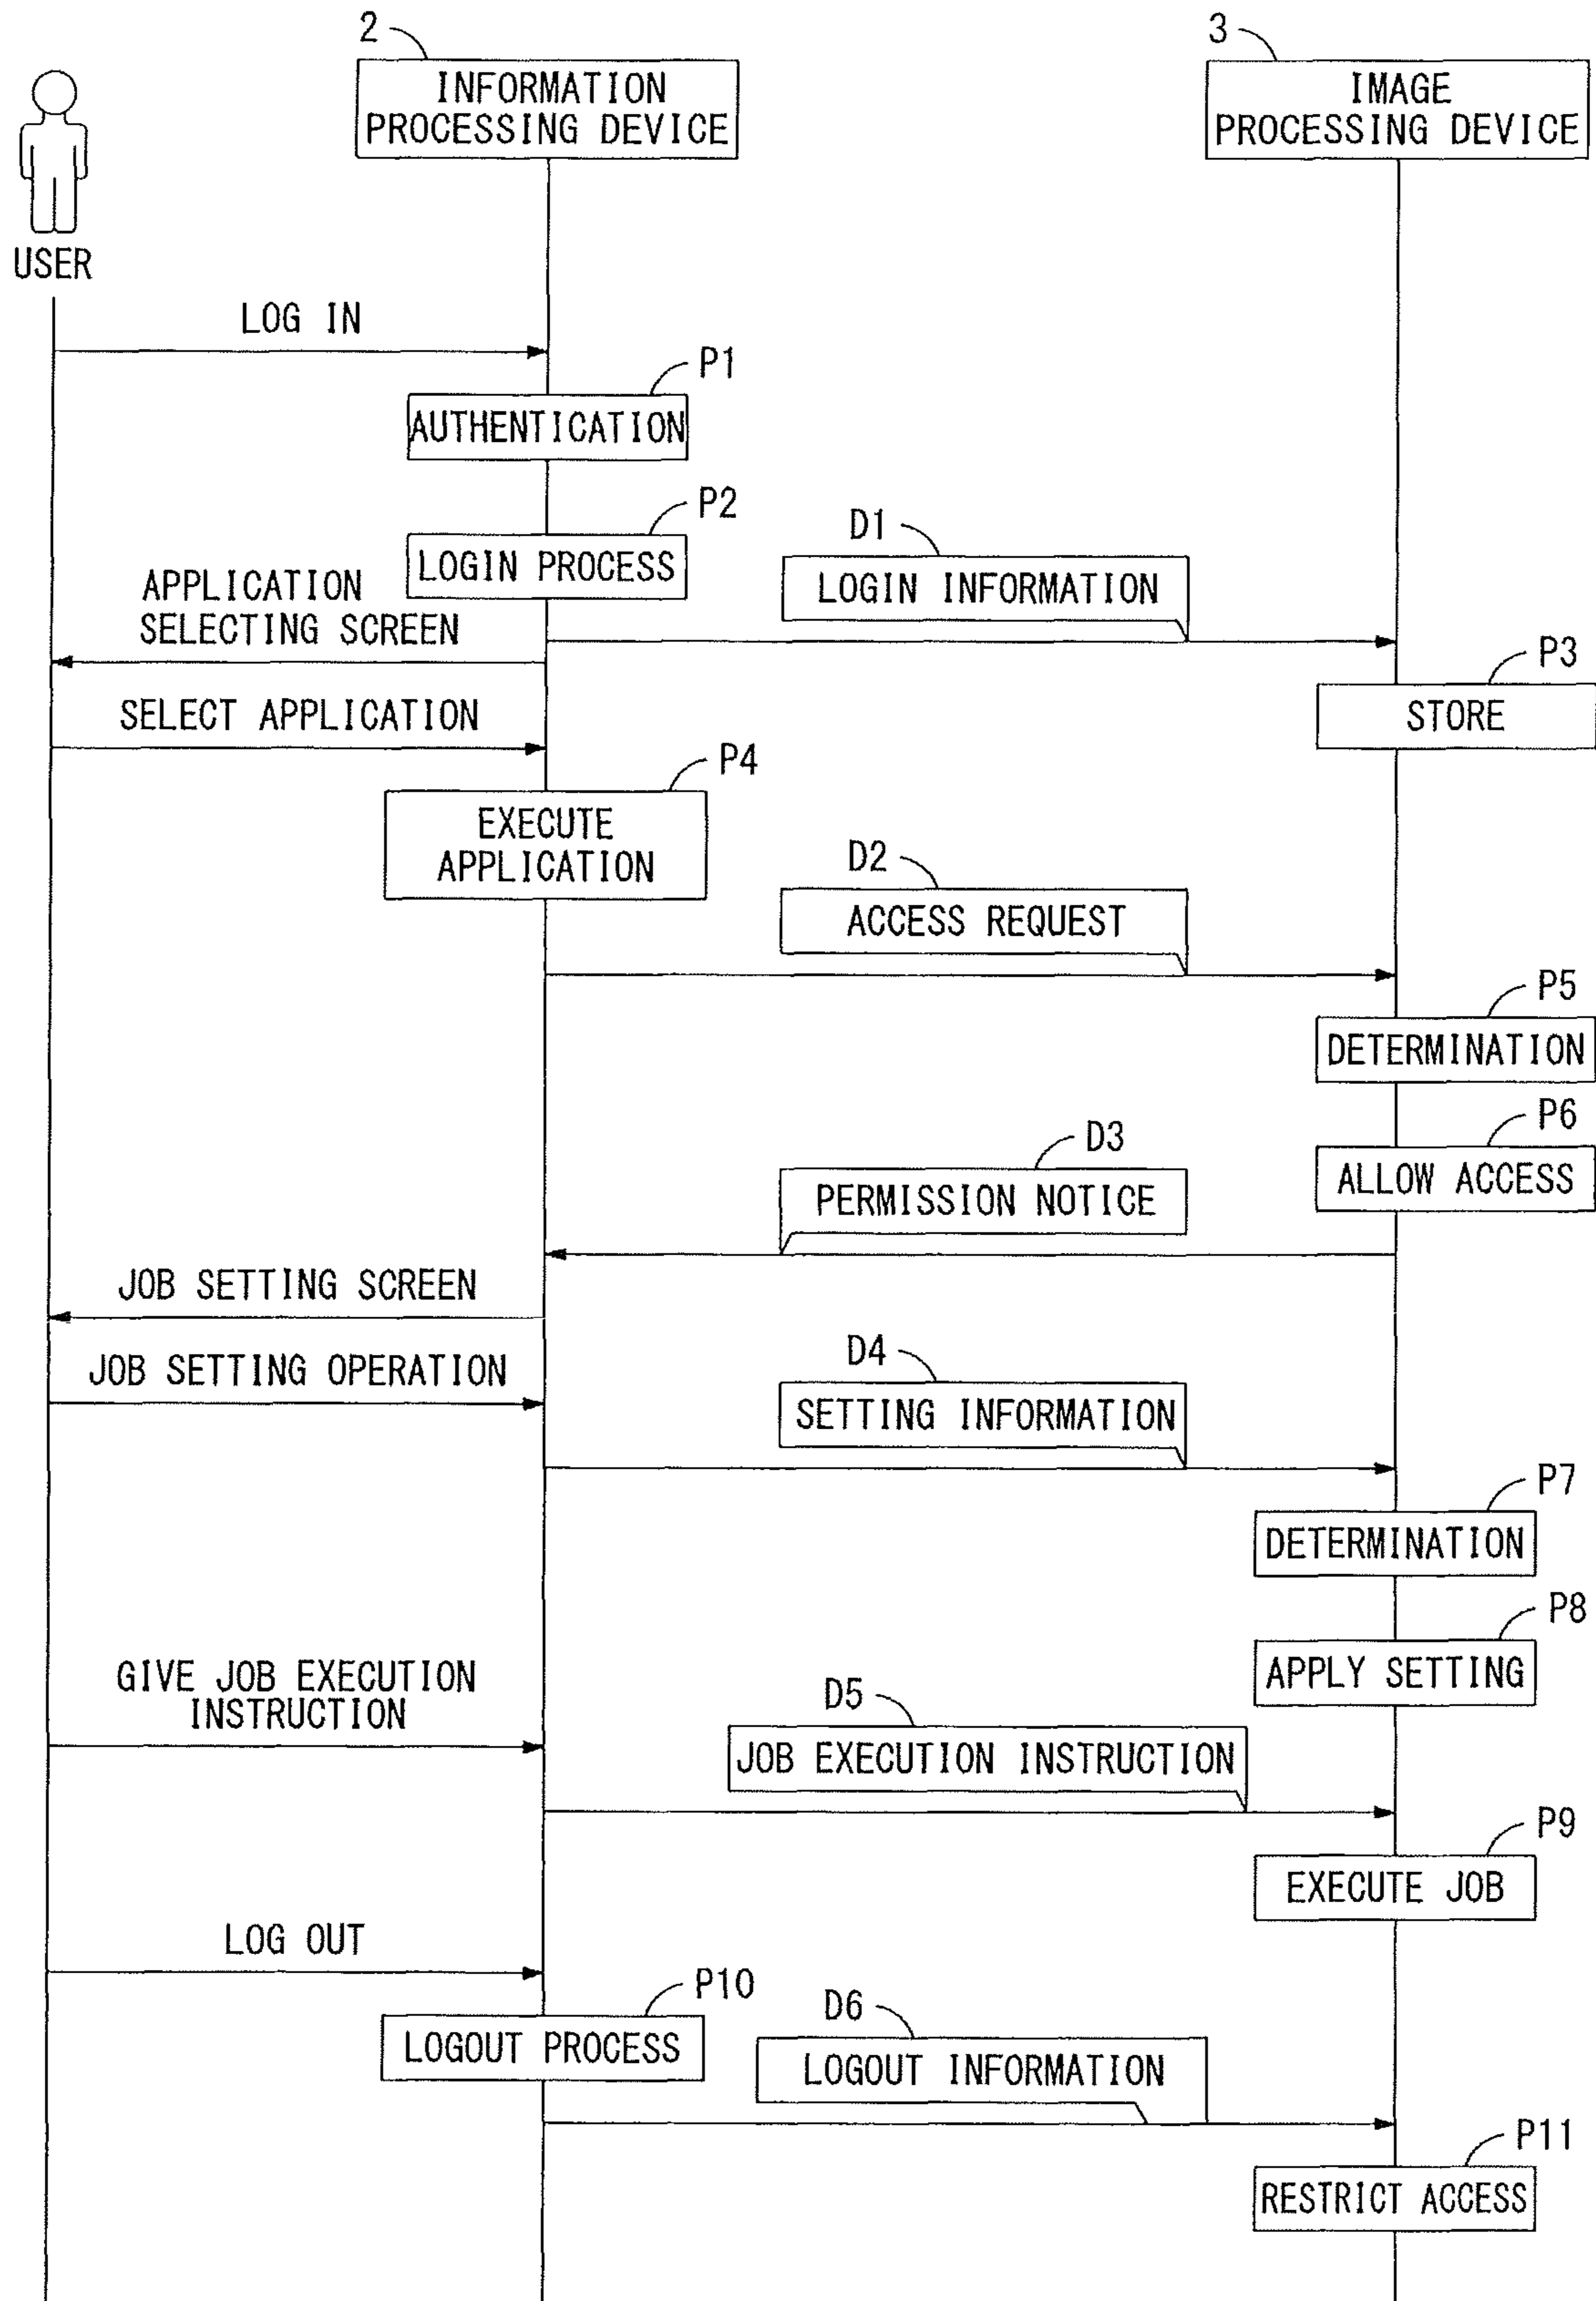 2
3
INFORMATION
PROCESSING DEVICE
IMAGE
PROCESSING DEVICE
USER
LOG IN
P1
AUTHENTICATION
P2
LOGIN PROCESS
D1
LOGIN INFORMATION
APPLICATION
SELECTING SCREEN
P3
STORE
SELECT APPLICATION
P4
EXECUTE
APPLICATION
D2
ACCESS REQUEST
P5
DETERMINATION
P6
ALLOW ACCESS
D3
PERMISSION NOTICE
JOB SETTING SCREEN
JOB SETTING OPERATION
D4
SETTING INFORMATION
P7
DETERMINATION
P8
APPLY SETTING
GIVE JOB EXECUTION
INSTRUCTION
D5
JOB EXECUTION INSTRUCTION
P9
EXECUTE JOB
LOG OUT
P10
LOGOUT PROCESS
D6
LOGOUT INFORMATION
P11
RESTRICT ACCESS